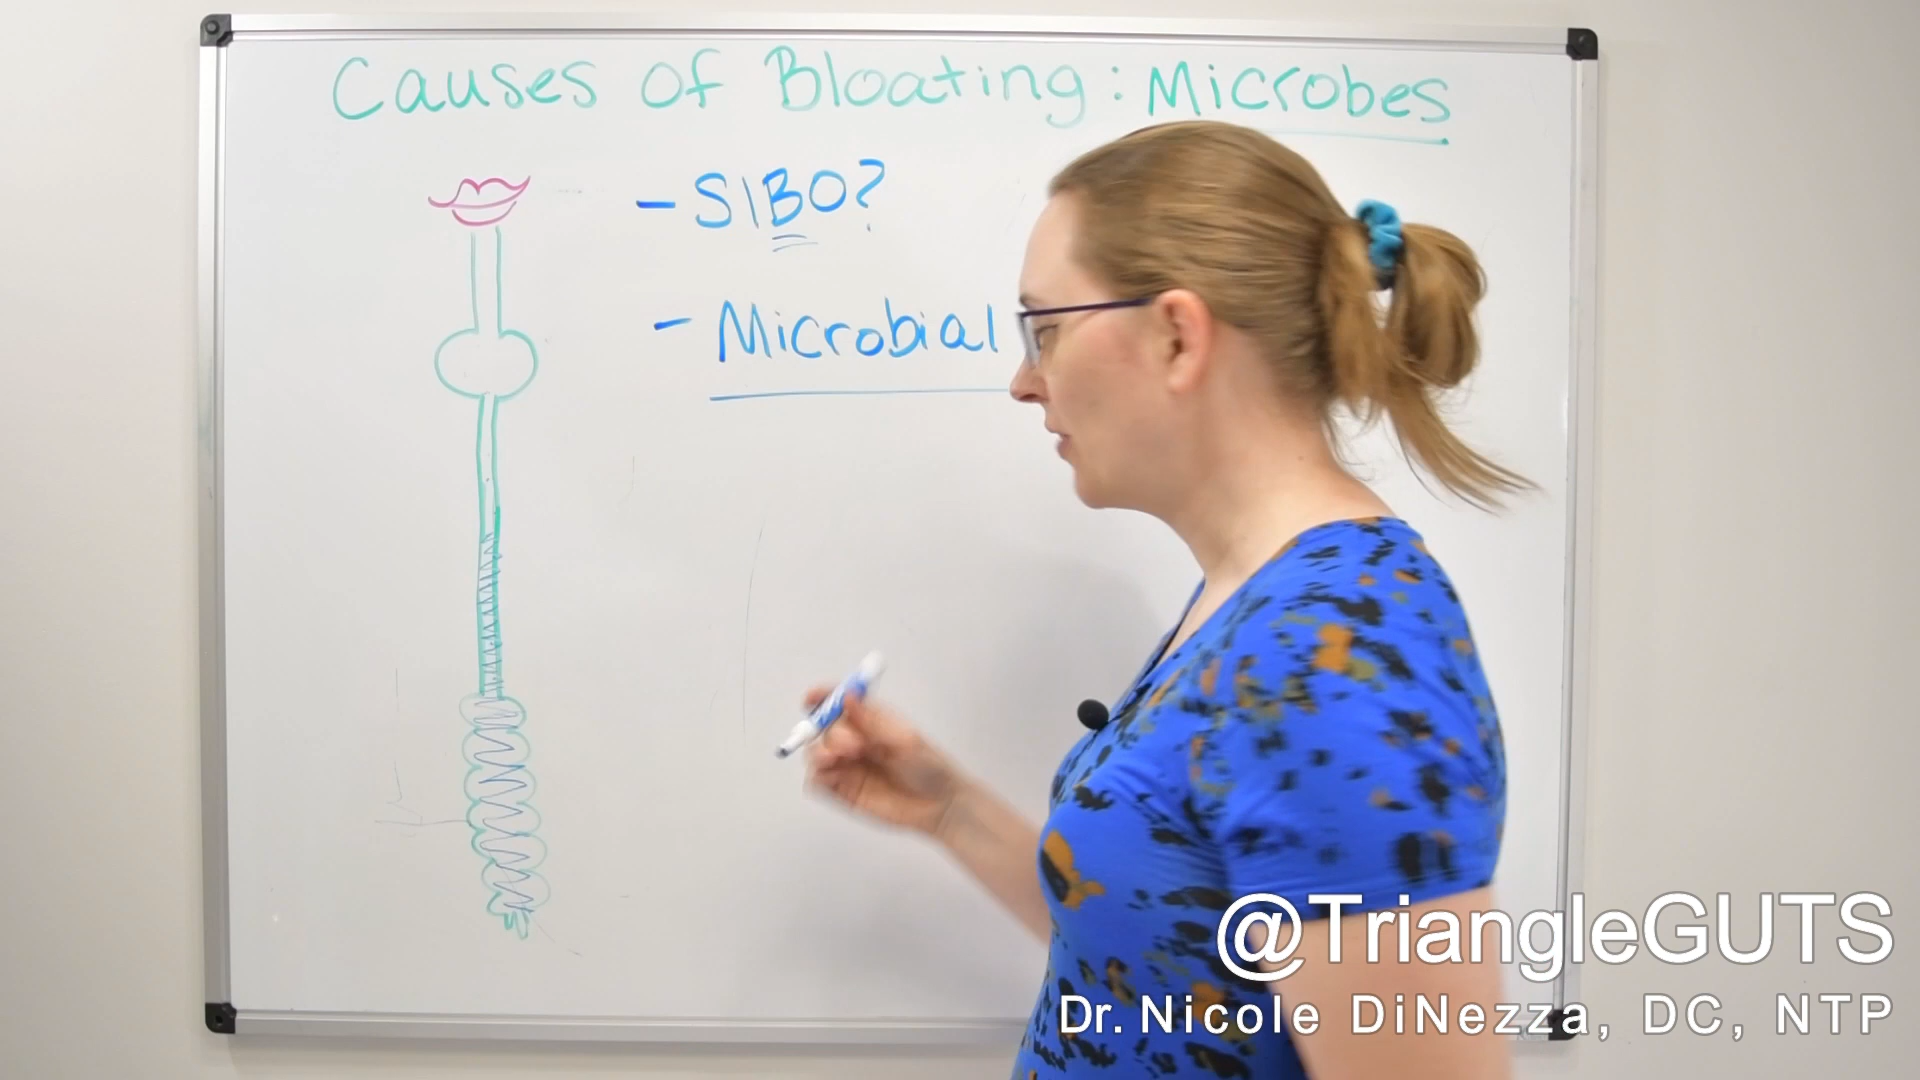 Causes of Bloating: Microbes
- SIBO?
- Microbial
@TriangleGUTS
Dr. Nicole DiNezza, DC, NTP